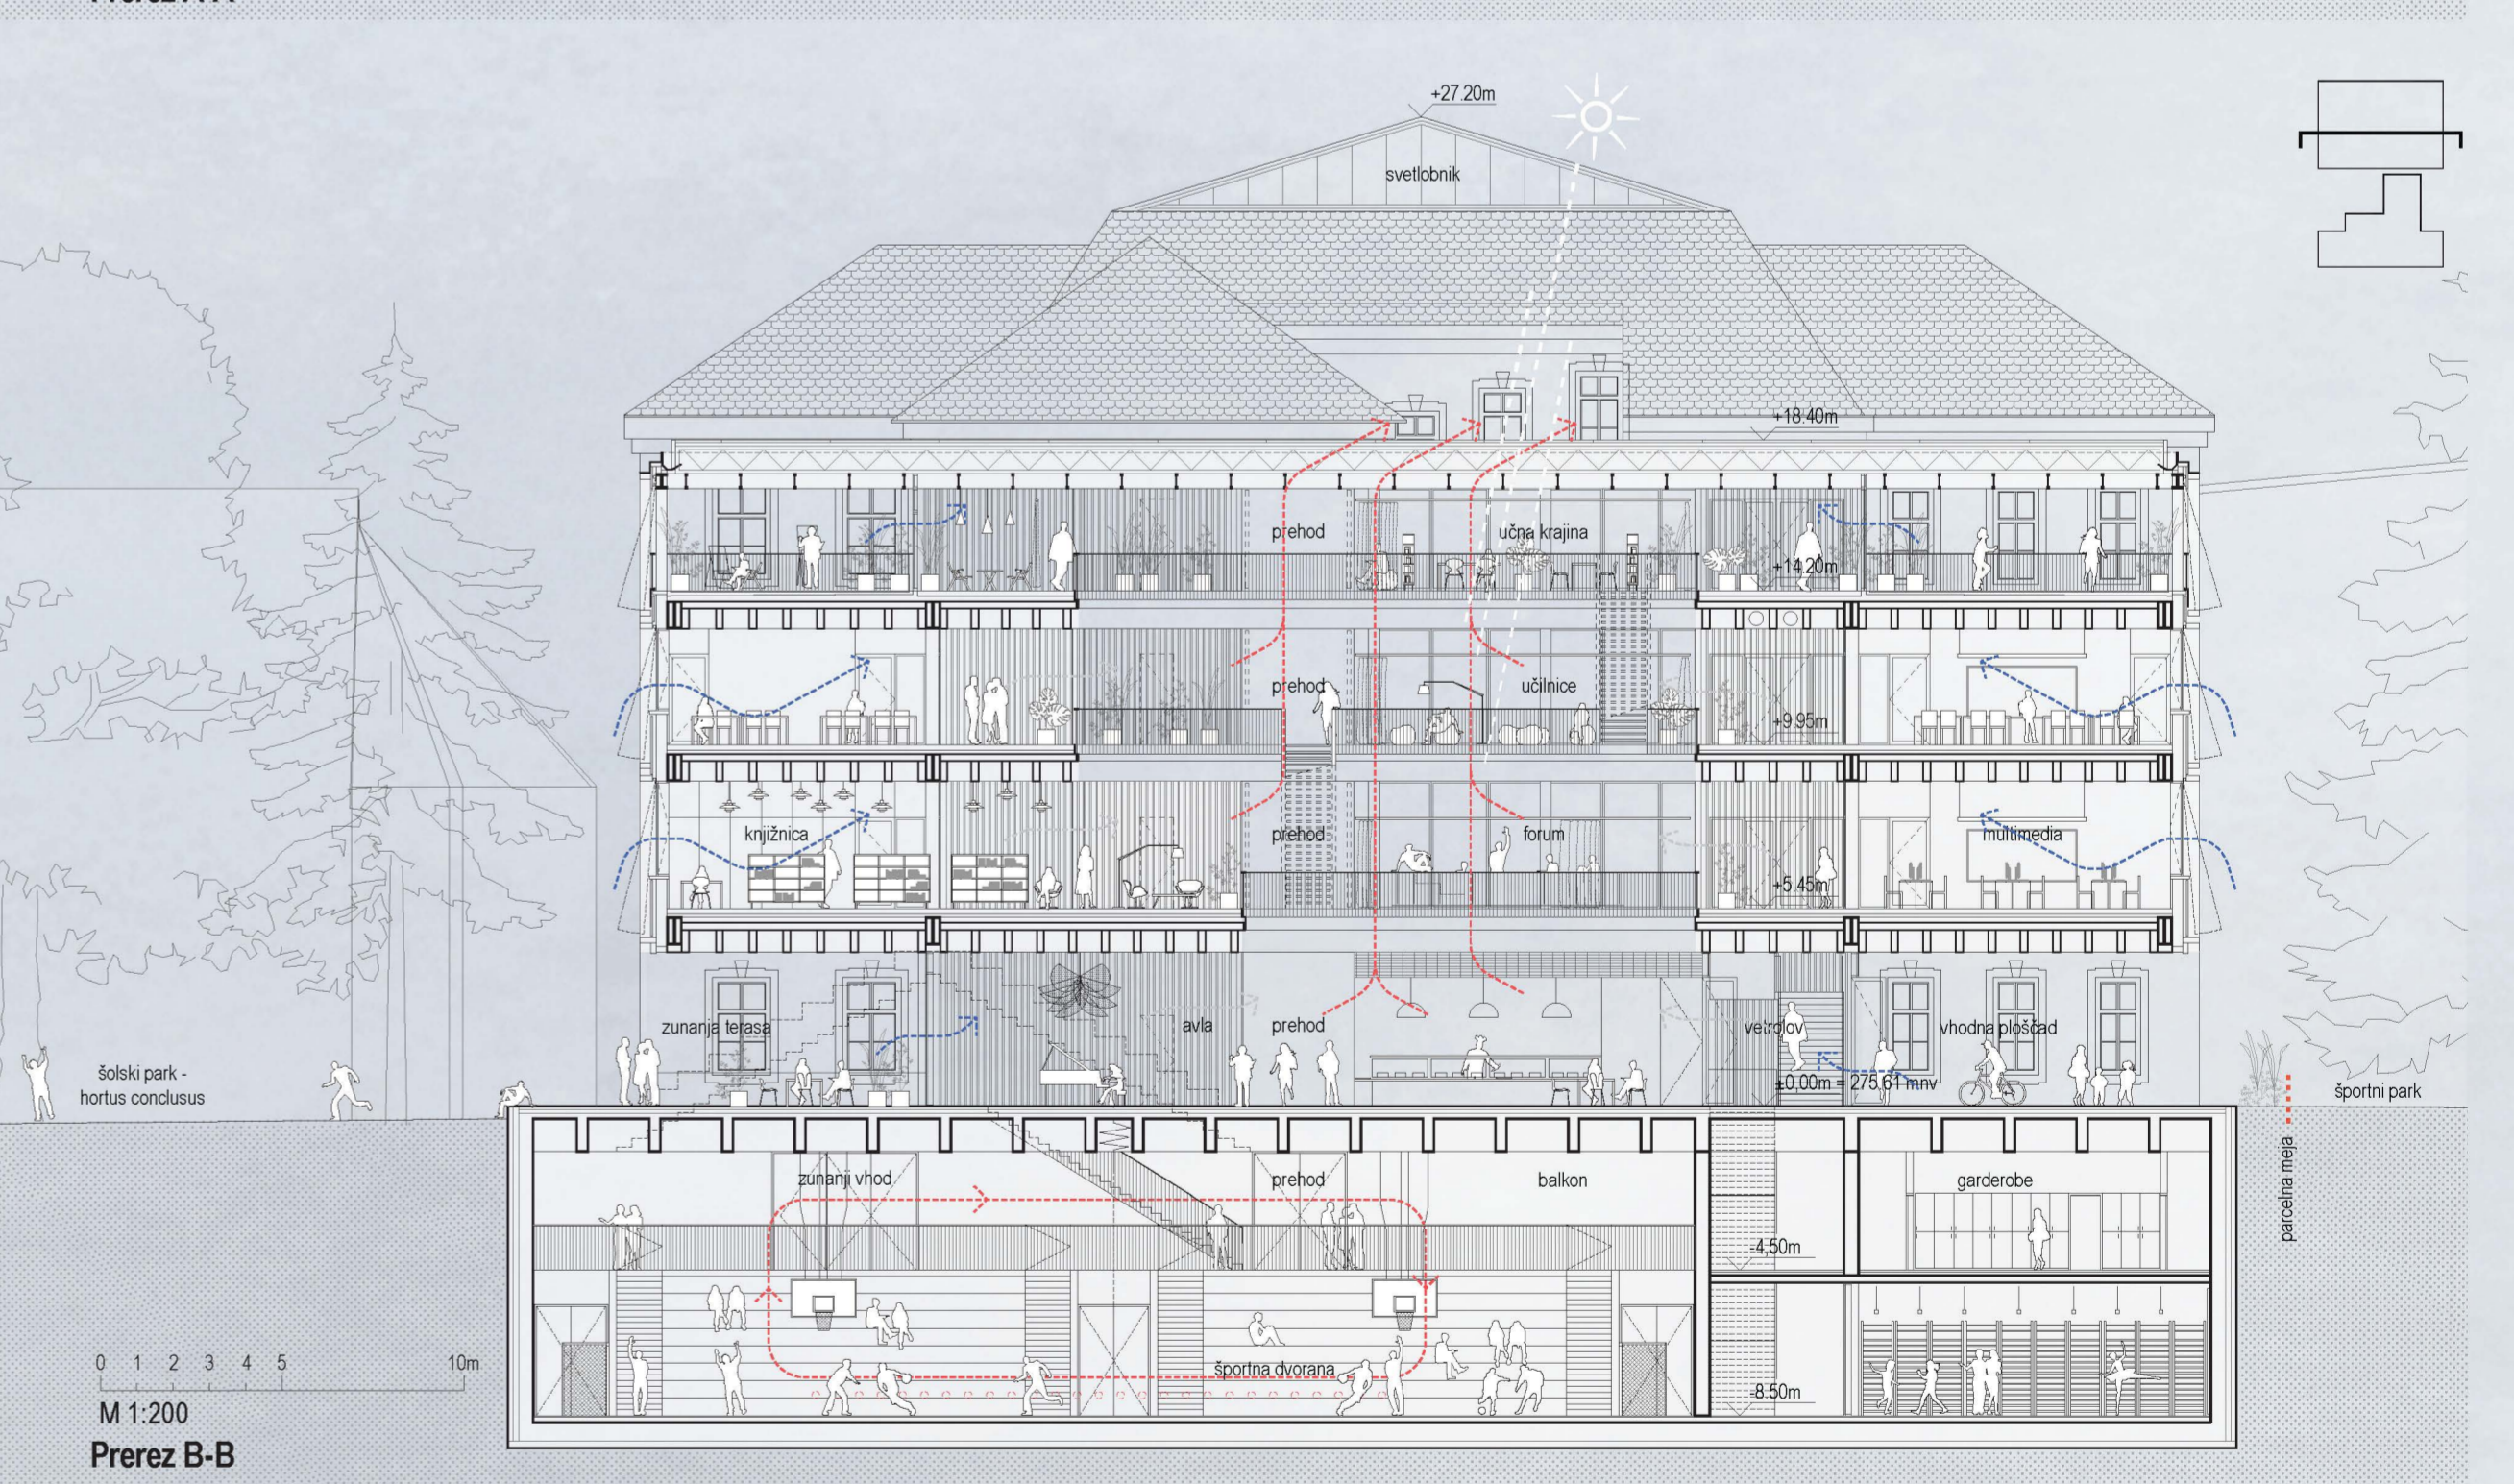 +27.20m
svetlobnik
+18.40m
prehod
učna krajina
+14.20m
prehod
učilnice
+9.95m
knjižnica
prehod
forum
multimedia
+5.45m
zunanja terasa
avla
prehod
vetrolov
vhodna ploščad
±0,00m = 275,61 mnv
šolski park -
hortus conclusus
športni park
parcelna meja
zunanji vhod
prehod
balkon
garderobe
-4,50m
športna dvorana
-8.50m
0 1 2 3 4 5 10m
M 1:200
Prerez B-B